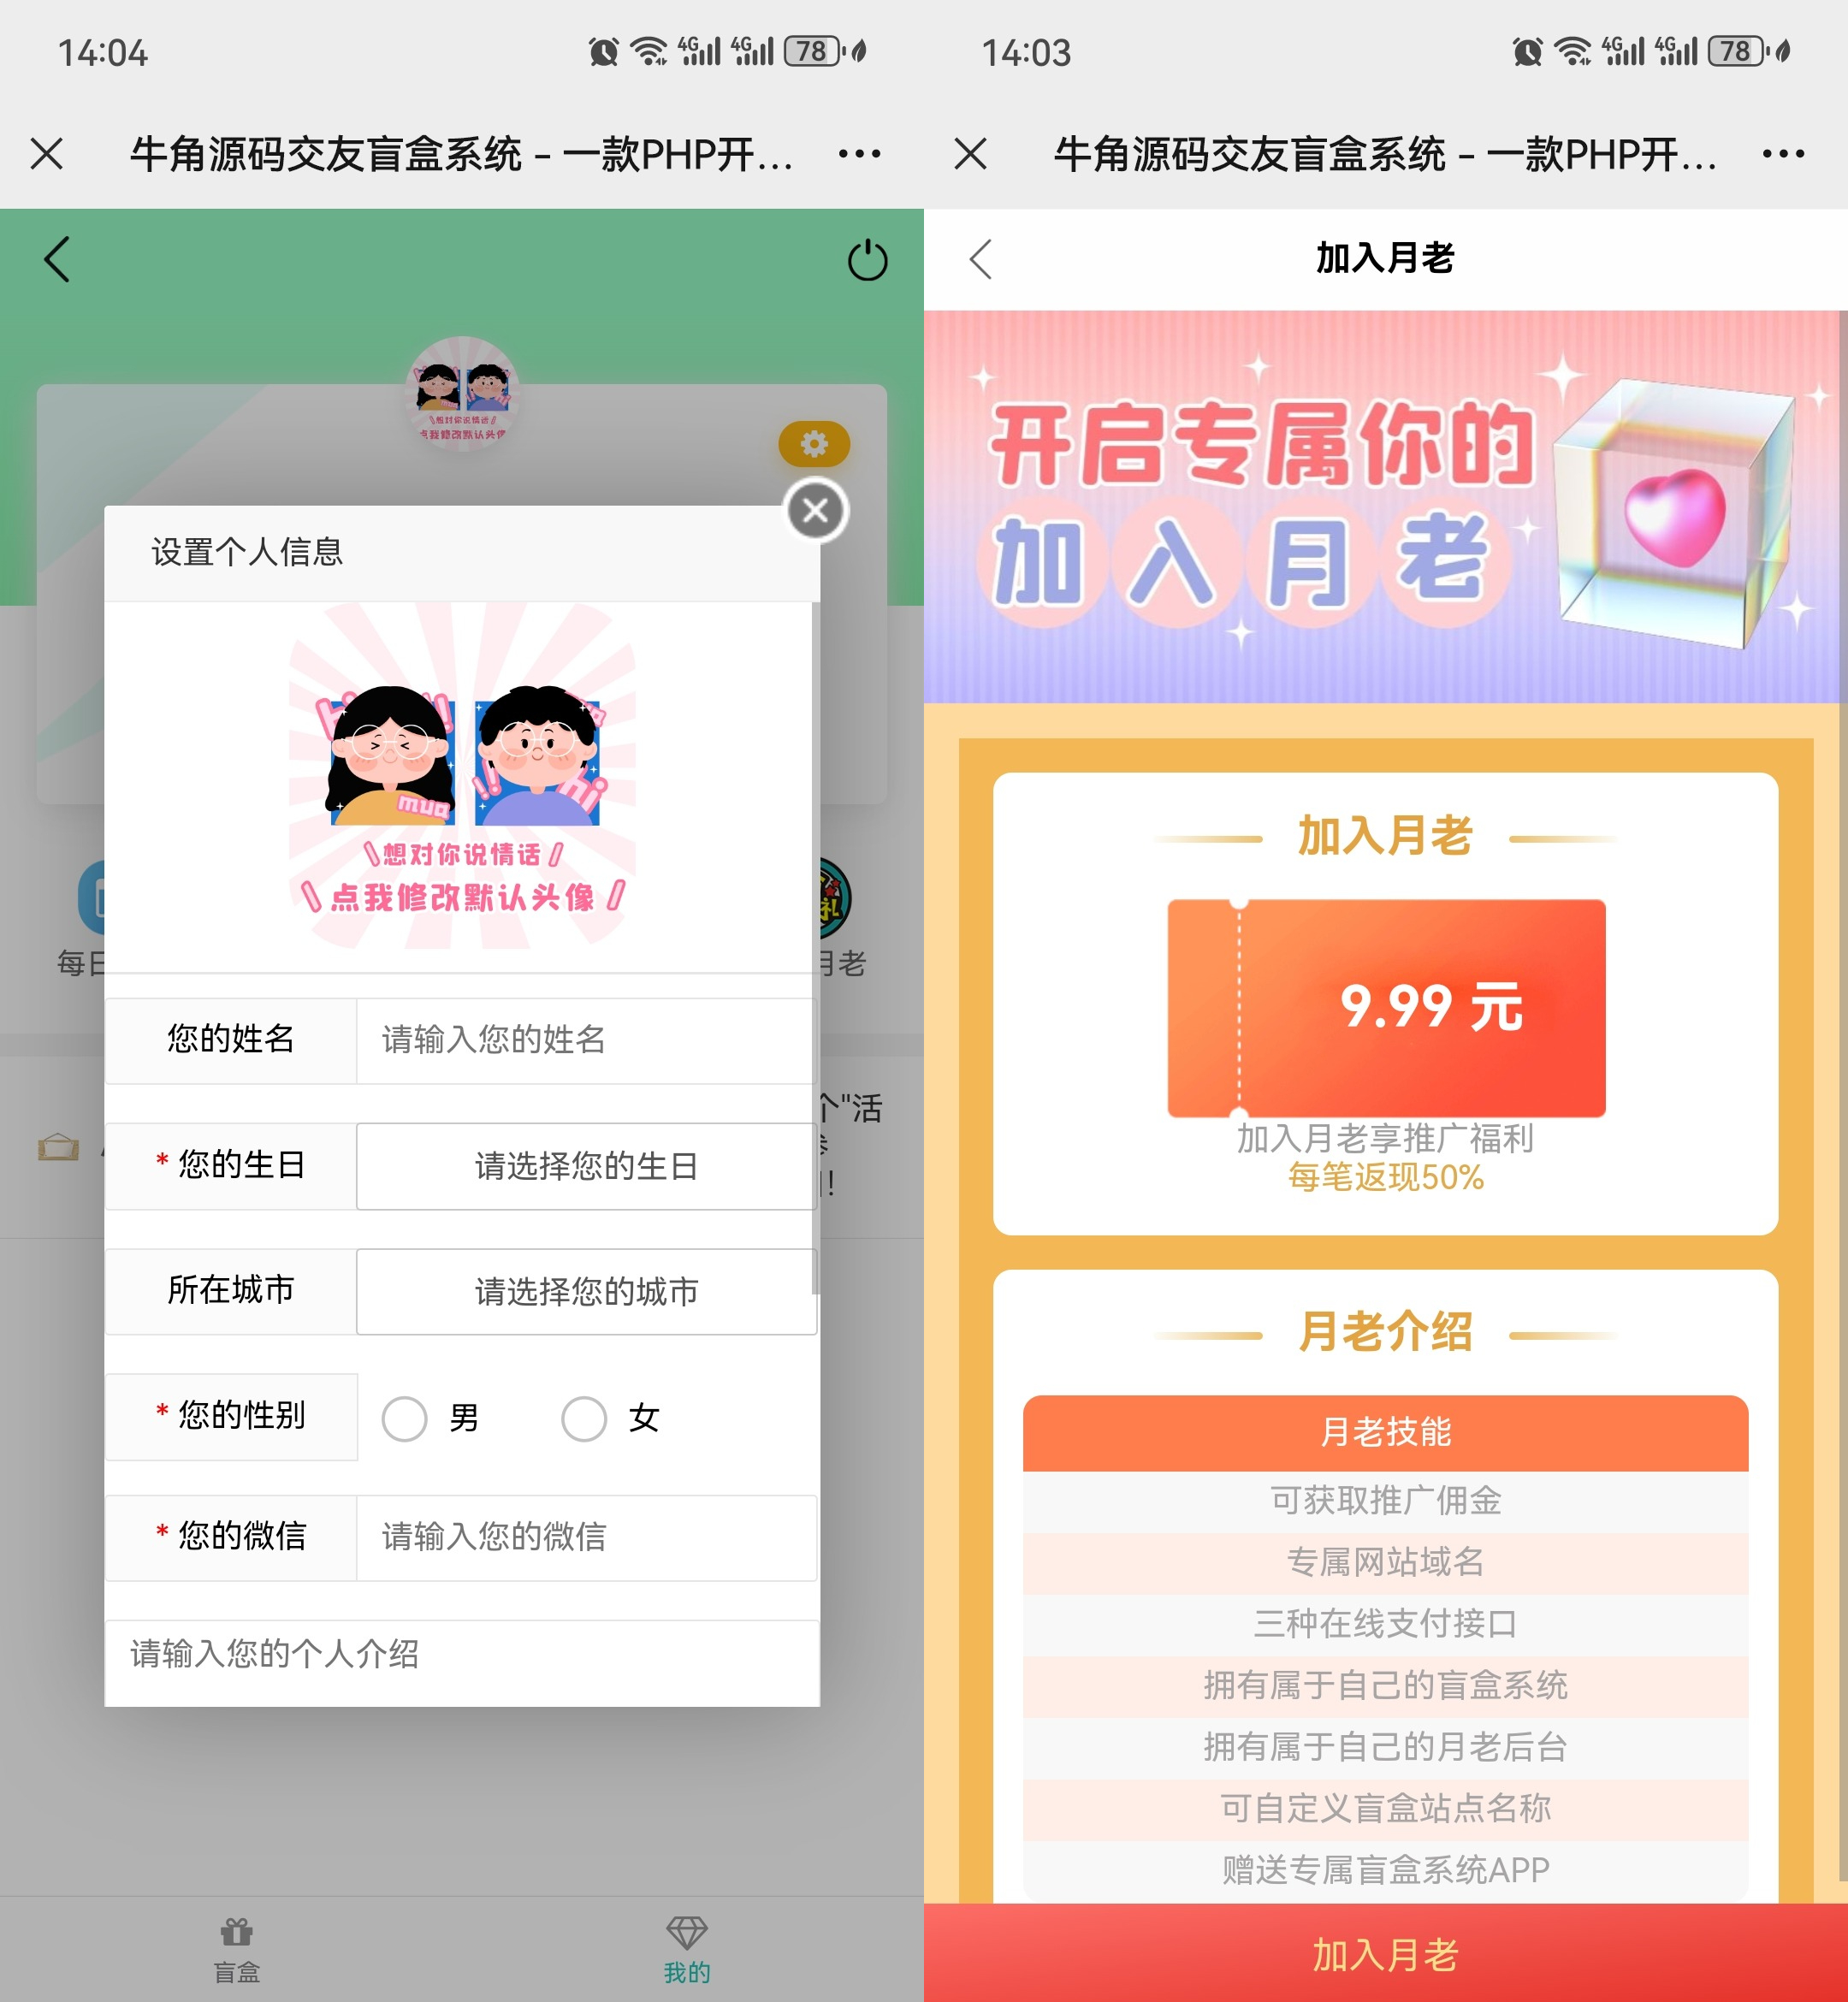 14:04
4G 4G 78
牛角源码交友盲盒系统 – 一款PHP开...
想对你说情话
点我修改默认头像
设置个人信息
mua
想对你说情话
点我修改默认头像
每日
月老
您的姓名
请输入您的姓名
个"活
* 您的生日
请选择您的生日
所在城市
请选择您的城市
* 您的性别
男
女
* 您的微信
请输入您的微信
请输入您的个人介绍
盲盒
我的
14:03
4G 4G 78
牛角源码交友盲盒系统 – 一款PHP开...
加入月老
开启专属你的
加入月老
加入月老
9.99 元
加入月老享推广福利
每笔返现50%
月老介绍
月老技能
可获取推广佣金
专属网站域名
三种在线支付接口
拥有属于自己的盲盒系统
拥有属于自己的月老后台
可自定义盲盒站点名称
赠送专属盲盒系统APP
加入月老